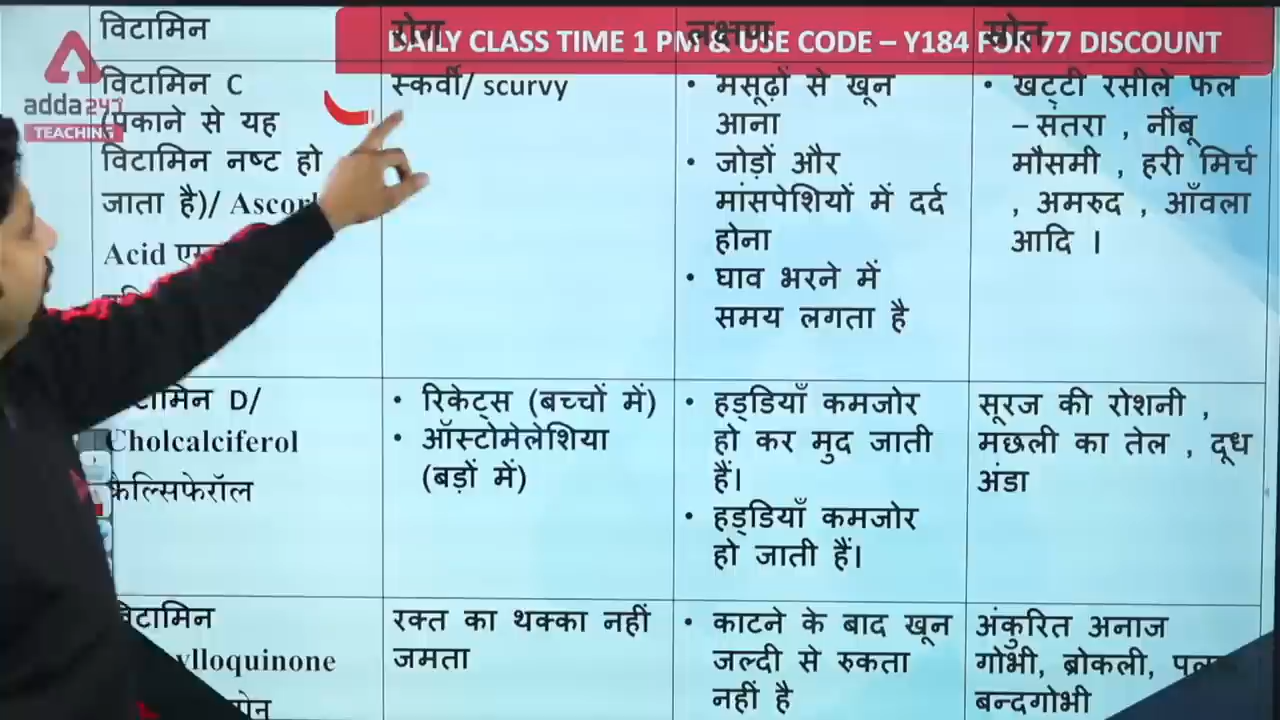 विटामिन
DAILY CLASS TIME 1 PM & USE CODE – Y184 FOR 77 DISCOUNT
adda247
TEACHING
विटामिन C
(पकाने से यह
विटामिन नष्ट हो
जाता है)/
Acid
स्कर्वी/ scurvy
• मसूढ़ों से खून
आना
• जोड़ों और
मांसपेशियों में दर्द
होना
• घाव भरने में
समय लगता है
• खट्टी रसीले फल
– संतरा , नींबू
मौसमी , हरी मिर्च
, अमरुद , आँवला
आदि ।
D/
Cholcalciferol
कैल्सिफेरॉल
• रिकेट्स (बच्चों में)
• ऑस्टोमेलेशिया
(बड़ों में)
• हड्डियाँ कमजोर
हो कर मुद जाती
हैं।
• हड्डियाँ कमजोर
हो जाती हैं।
सूरज की रोशनी ,
मछली का तेल , दूध
अंडा
विटामिन
रक्त का थक्का नहीं
जमता
• काटने के बाद खून
जल्दी से रुकता
नहीं है
अंकुरित अनाज
गोभी, ब्रोकली,
बन्दगोभी